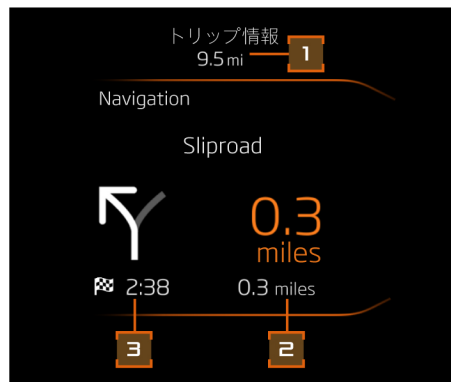 トリップ情報
9.5 mi
1
Navigation
Sliproad
0.3
miles
2:38
0.3 miles
3
2